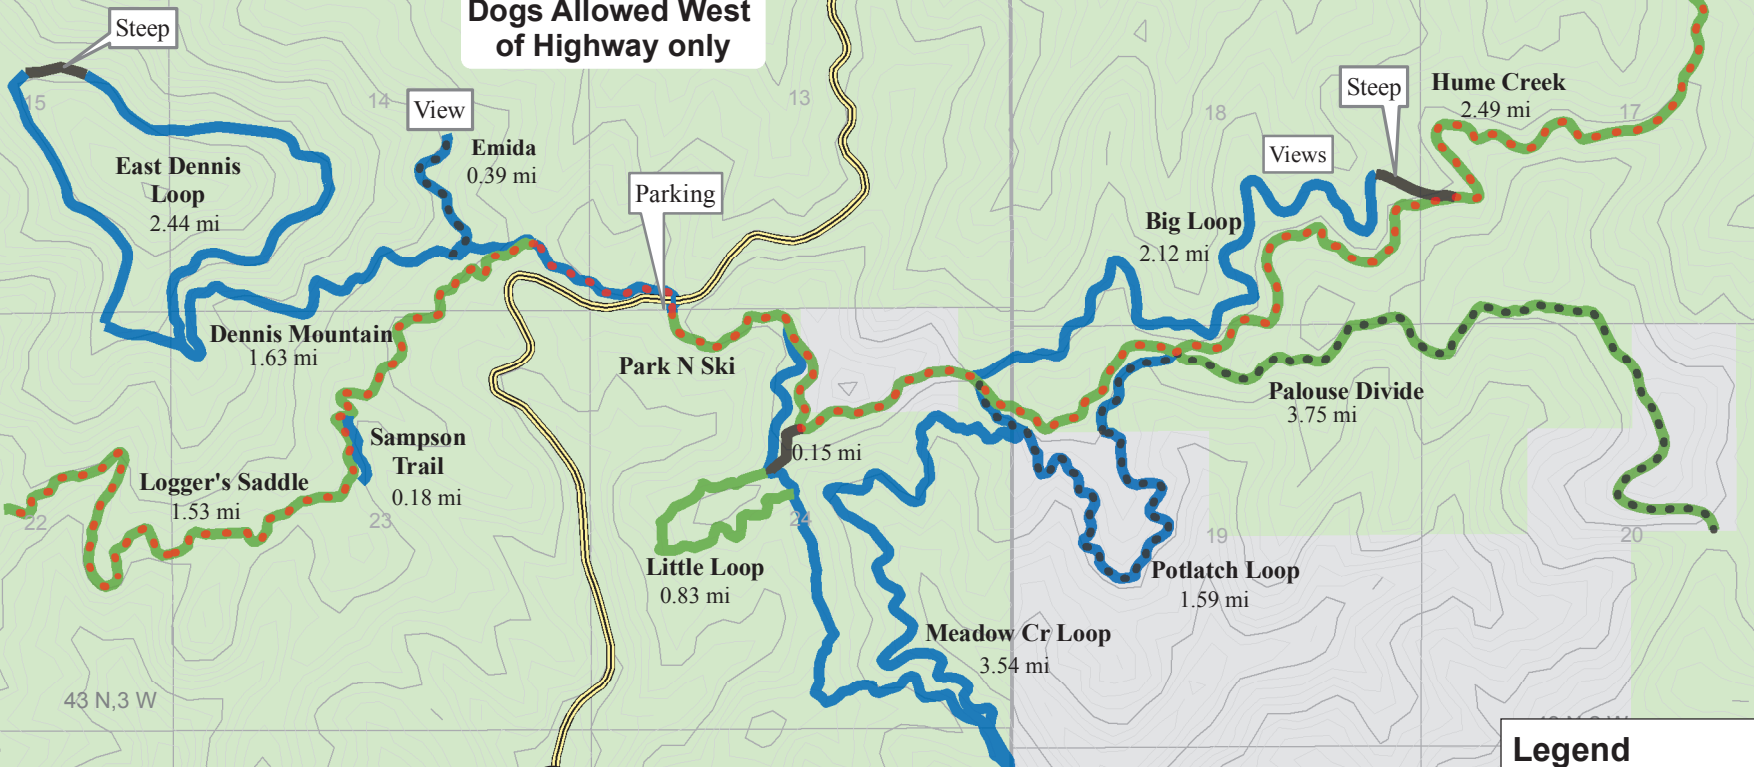 Dogs Allowed West
of Highway only
Steep
15
14
View
Emida
0.39 mi
13
18
Steep
Hume Creek
2.49 mi
17
Views
East Dennis
Loop
2.44 mi
Parking
Big Loop
2.12 mi
Dennis Mountain
1.63 mi
Park N Ski
Palouse Divide
3.75 mi
Sampson
Trail
0.18 mi
0.15 mi
Logger's Saddle
1.53 mi
22
23
24
19
20
Little Loop
0.83 mi
Potlatch Loop
1.59 mi
Meadow Cr Loop
3.54 mi
43 N,3 W
Legend